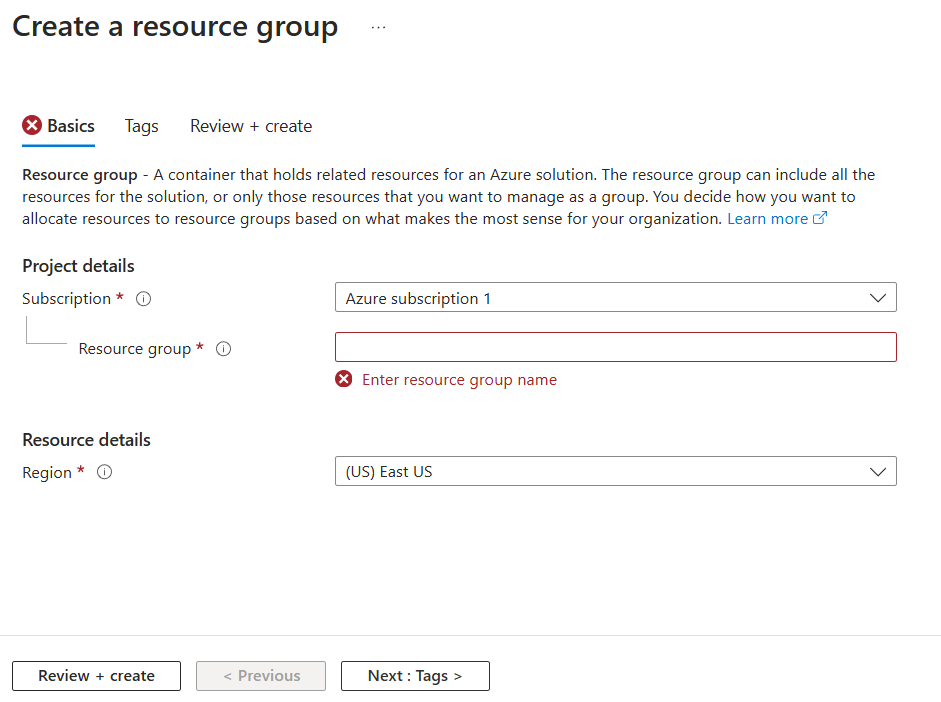 Create a resource group ...
Basics Tags Review + create
Resource group - A container that holds related resources for an Azure solution. The resource group can include all the
resources for the solution, or only those resources that you want to manage as a group. You decide how you want to
allocate resources to resource groups based on what makes the most sense for your organization. Learn more
Project details
Subscription * Azure subscription 1
Resource group *
Enter resource group name
Resource details
Region * (US) East US
Review + create < Previous Next : Tags >